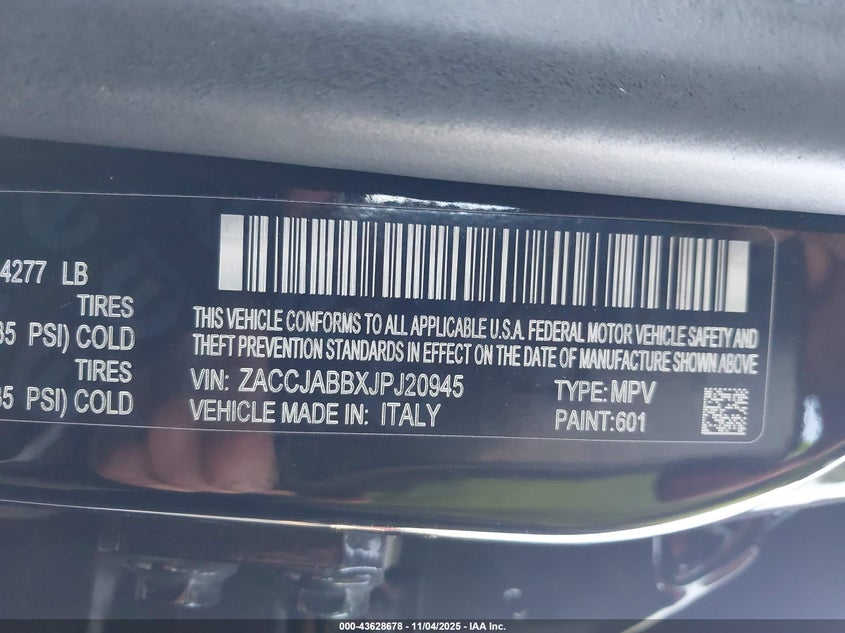 4277 LB
TIRES
35 PSI) COLD
TIRES
35 PSI) COLD
THIS VEHICLE CONFORMS TO ALL APPLICABLE U.S.A. FEDERAL MOTOR VEHICLE SAFETY AND
THEFT PREVENTION STANDARDS IN EFFECT ON THE DATE OF MANUFACTURE SHOWN ABOVE
VIN: ZACCJABBXJPJ20945 TYPE: MPV
VEHICLE MADE IN: ITALY PAINT:601
000-43628678 - 11/04/2025 - IAA Inc.